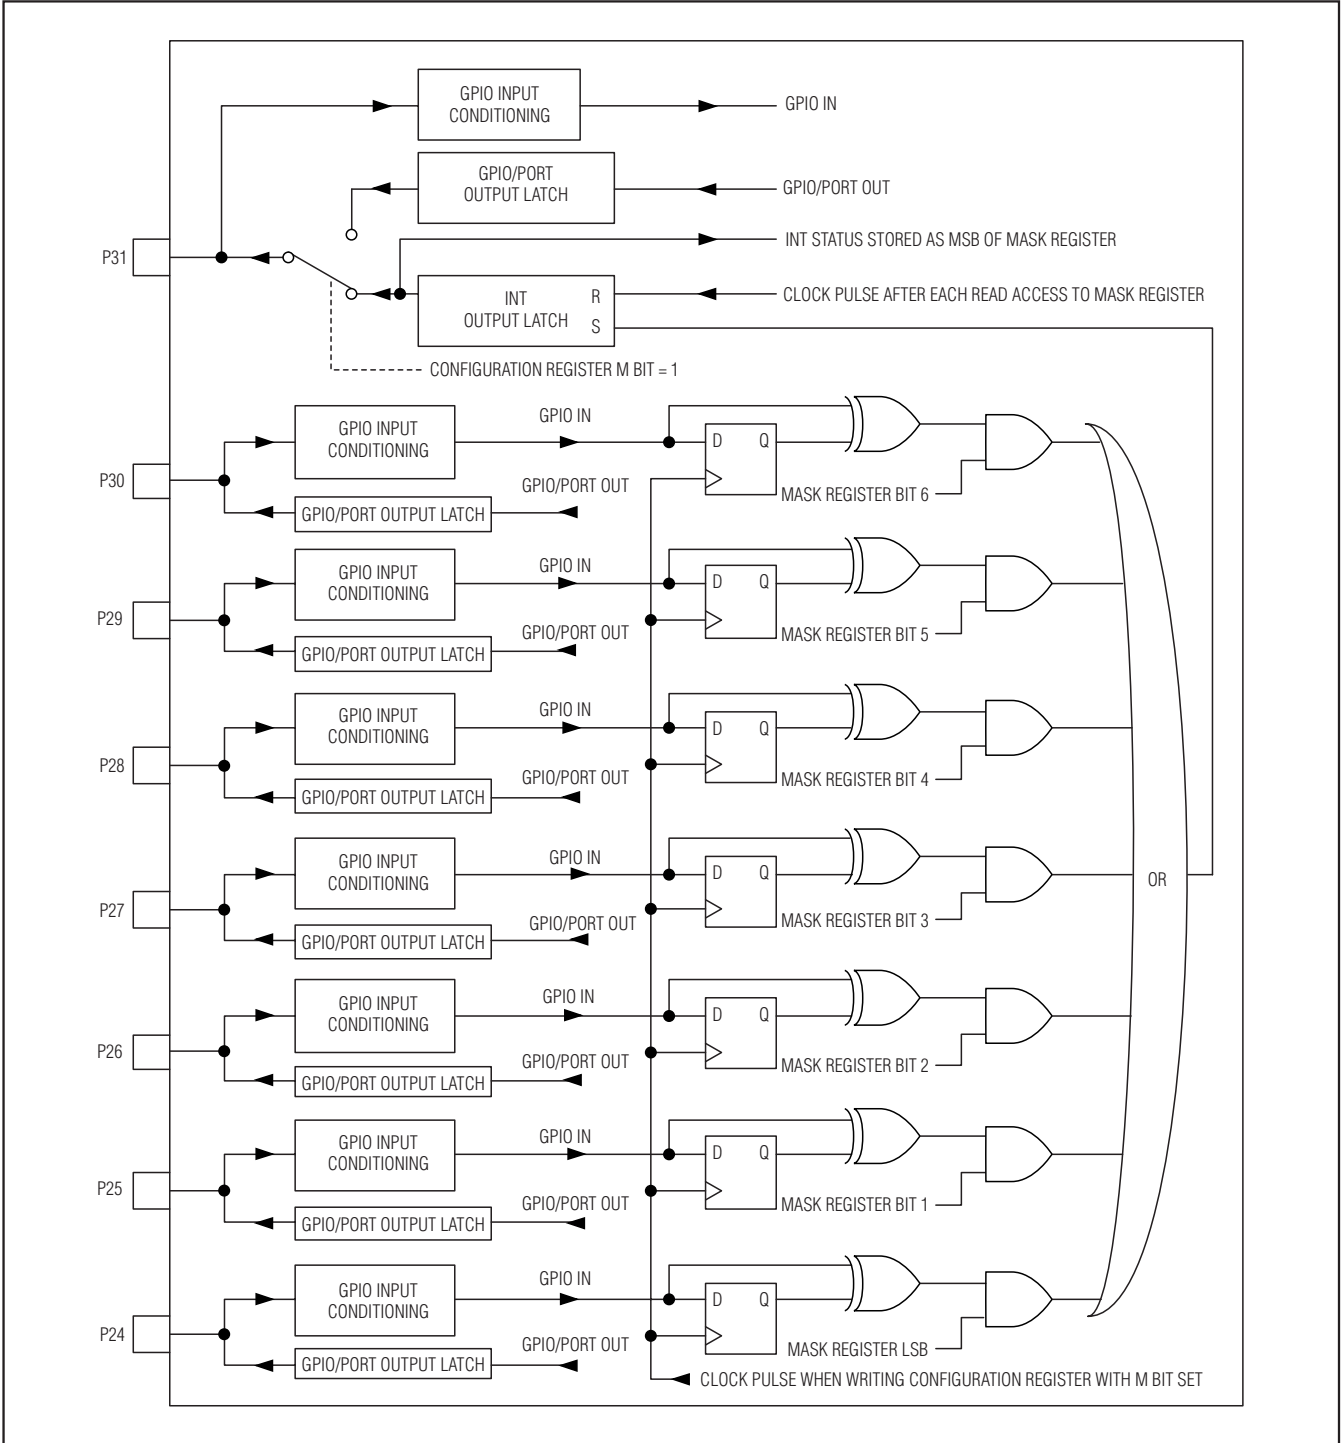 GPIO INPUT
CONDITIONING
GPIO IN
GPIO/PORT
OUTPUT LATCH
GPIO/PORT OUT
INT STATUS STORED AS MSB OF MASK REGISTER
P31
INT
OUTPUT LATCH
R
S
CLOCK PULSE AFTER EACH READ ACCESS TO MASK REGISTER
CONFIGURATION REGISTER M BIT = 1
P30
GPIO INPUT
CONDITIONING
GPIO IN
GPIO/PORT OUT
GPIO/PORT OUTPUT LATCH
D Q
MASK REGISTER BIT 6
P29
GPIO INPUT
CONDITIONING
GPIO IN
GPIO/PORT OUT
GPIO/PORT OUTPUT LATCH
D Q
MASK REGISTER BIT 5
P28
GPIO INPUT
CONDITIONING
GPIO IN
GPIO/PORT OUT
GPIO/PORT OUTPUT LATCH
D Q
MASK REGISTER BIT 4
P27
GPIO INPUT
CONDITIONING
GPIO IN
GPIO/PORT OUT
GPIO/PORT OUTPUT LATCH
D Q
MASK REGISTER BIT 3
OR
P26
GPIO INPUT
CONDITIONING
GPIO IN
GPIO/PORT OUT
GPIO/PORT OUTPUT LATCH
D Q
MASK REGISTER BIT 2
P25
GPIO INPUT
CONDITIONING
GPIO IN
GPIO/PORT OUT
GPIO/PORT OUTPUT LATCH
D Q
MASK REGISTER BIT 1
P24
GPIO INPUT
CONDITIONING
GPIO IN
GPIO/PORT OUT
GPIO/PORT OUTPUT LATCH
D Q
MASK REGISTER LSB
CLOCK PULSE WHEN WRITING CONFIGURATION REGISTER WITH M BIT SET